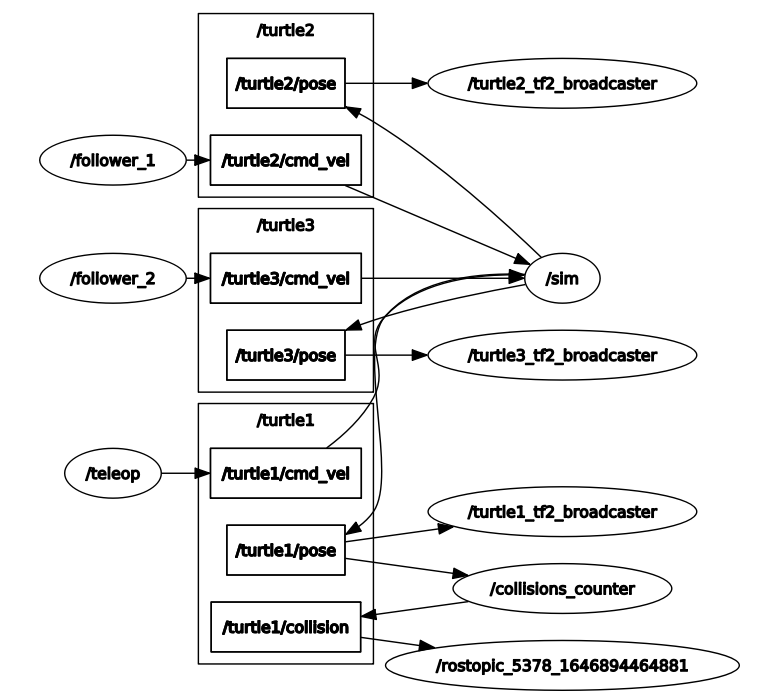 /turtle2
/turtle2/pose
/turtle2_tf2_broadcaster
/follower_1
/turtle2/cmd_vel
/turtle3
/follower_2
/turtle3/cmd_vel
/sim
/turtle3/pose
/turtle3_tf2_broadcaster
/turtle1
/teleop
/turtle1/cmd_vel
/turtle1_tf2_broadcaster
/turtle1/pose
/collisions_counter
/turtle1/collision
/rostopic_5378_1646894464881